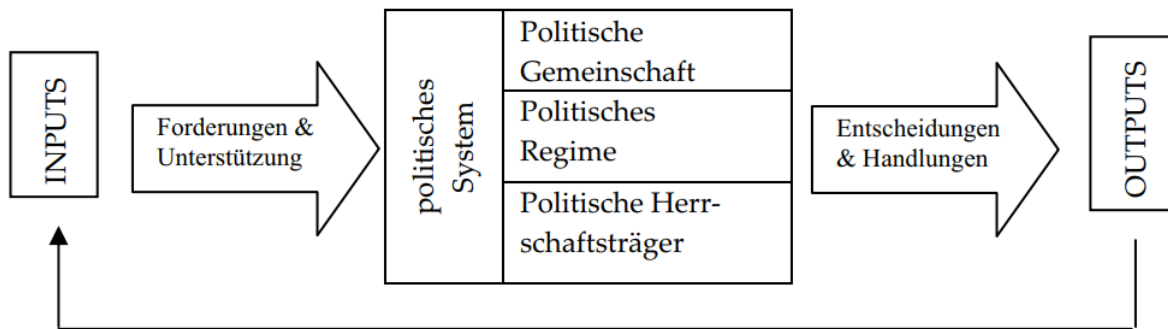 INPUTS
Forderungen &
Unterstützung
politisches
System
Politische
Gemeinschaft
Politisches
Regime
Politische Herr-
schaftsträger
Entscheidungen
& Handlungen
OUTPUTS